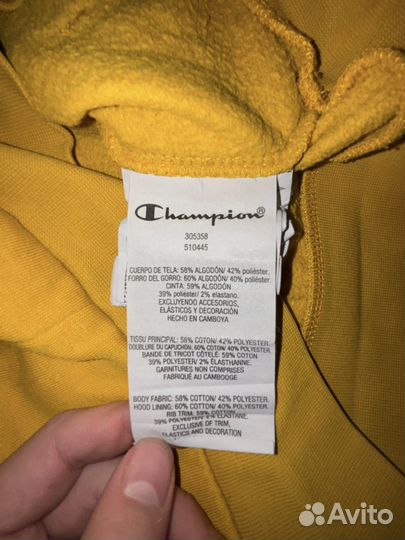 Champion®
305358
510445
CUERPO DE TELA: 58% ALGODÓN/ 42% poliéster.
FORRO DEL GORRO: 60% ALGODÓN/ 40% poliéster.
CINTA: 59% ALGODÓN
39% poliéster/ 2% elastano.
EXCLUYENDO ACCESORIOS,
ELÁSTICOS Y DECORACIÓN
HECHO EN CAMBOYA
TISSU PRINCIPAL: 58% COTON/ 42% POLYESTER.
DOUBLURE DU CAPUCHON: 60% COTON/ 40% POLYESTER.
BANDE DE TRICOT CÔTELÉ: 59% COTON
39% POLYESTER/ 2% ÉLASTHANNE.
GARNITURES NON COMPRISES
FABRIQUÉ AU CAMBODGE
BODY FABRIC: 58% COTTON/ 42% POLYESTER.
HOOD LINING: 60% COTTON/ 40% POLYESTER.
RIB TRIM: 59% COTTON/
39% POLYESTER/ 2% ELASTANE.
EXCLUSIVE OF TRIM,
ELASTICS AND DECORATION
Avito